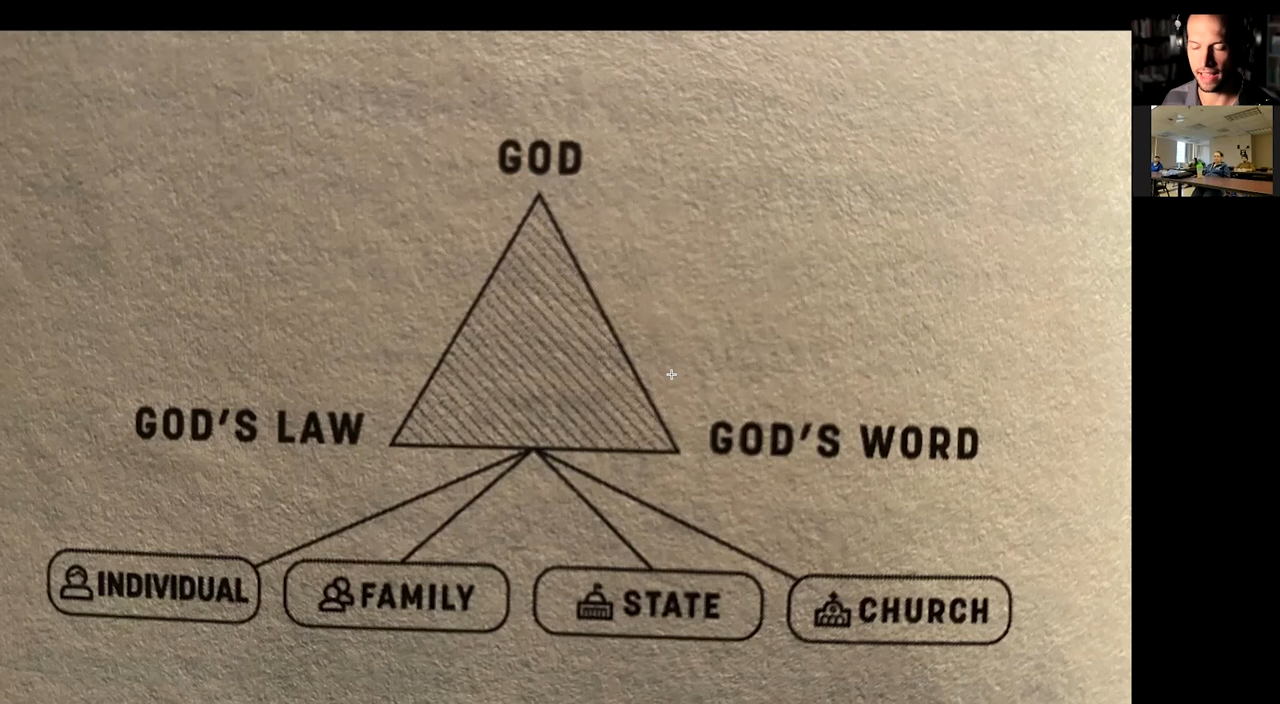 GOD
GOD'S LAW
GOD'S WORD
INDIVIDUAL
FAMILY
STATE
CHURCH